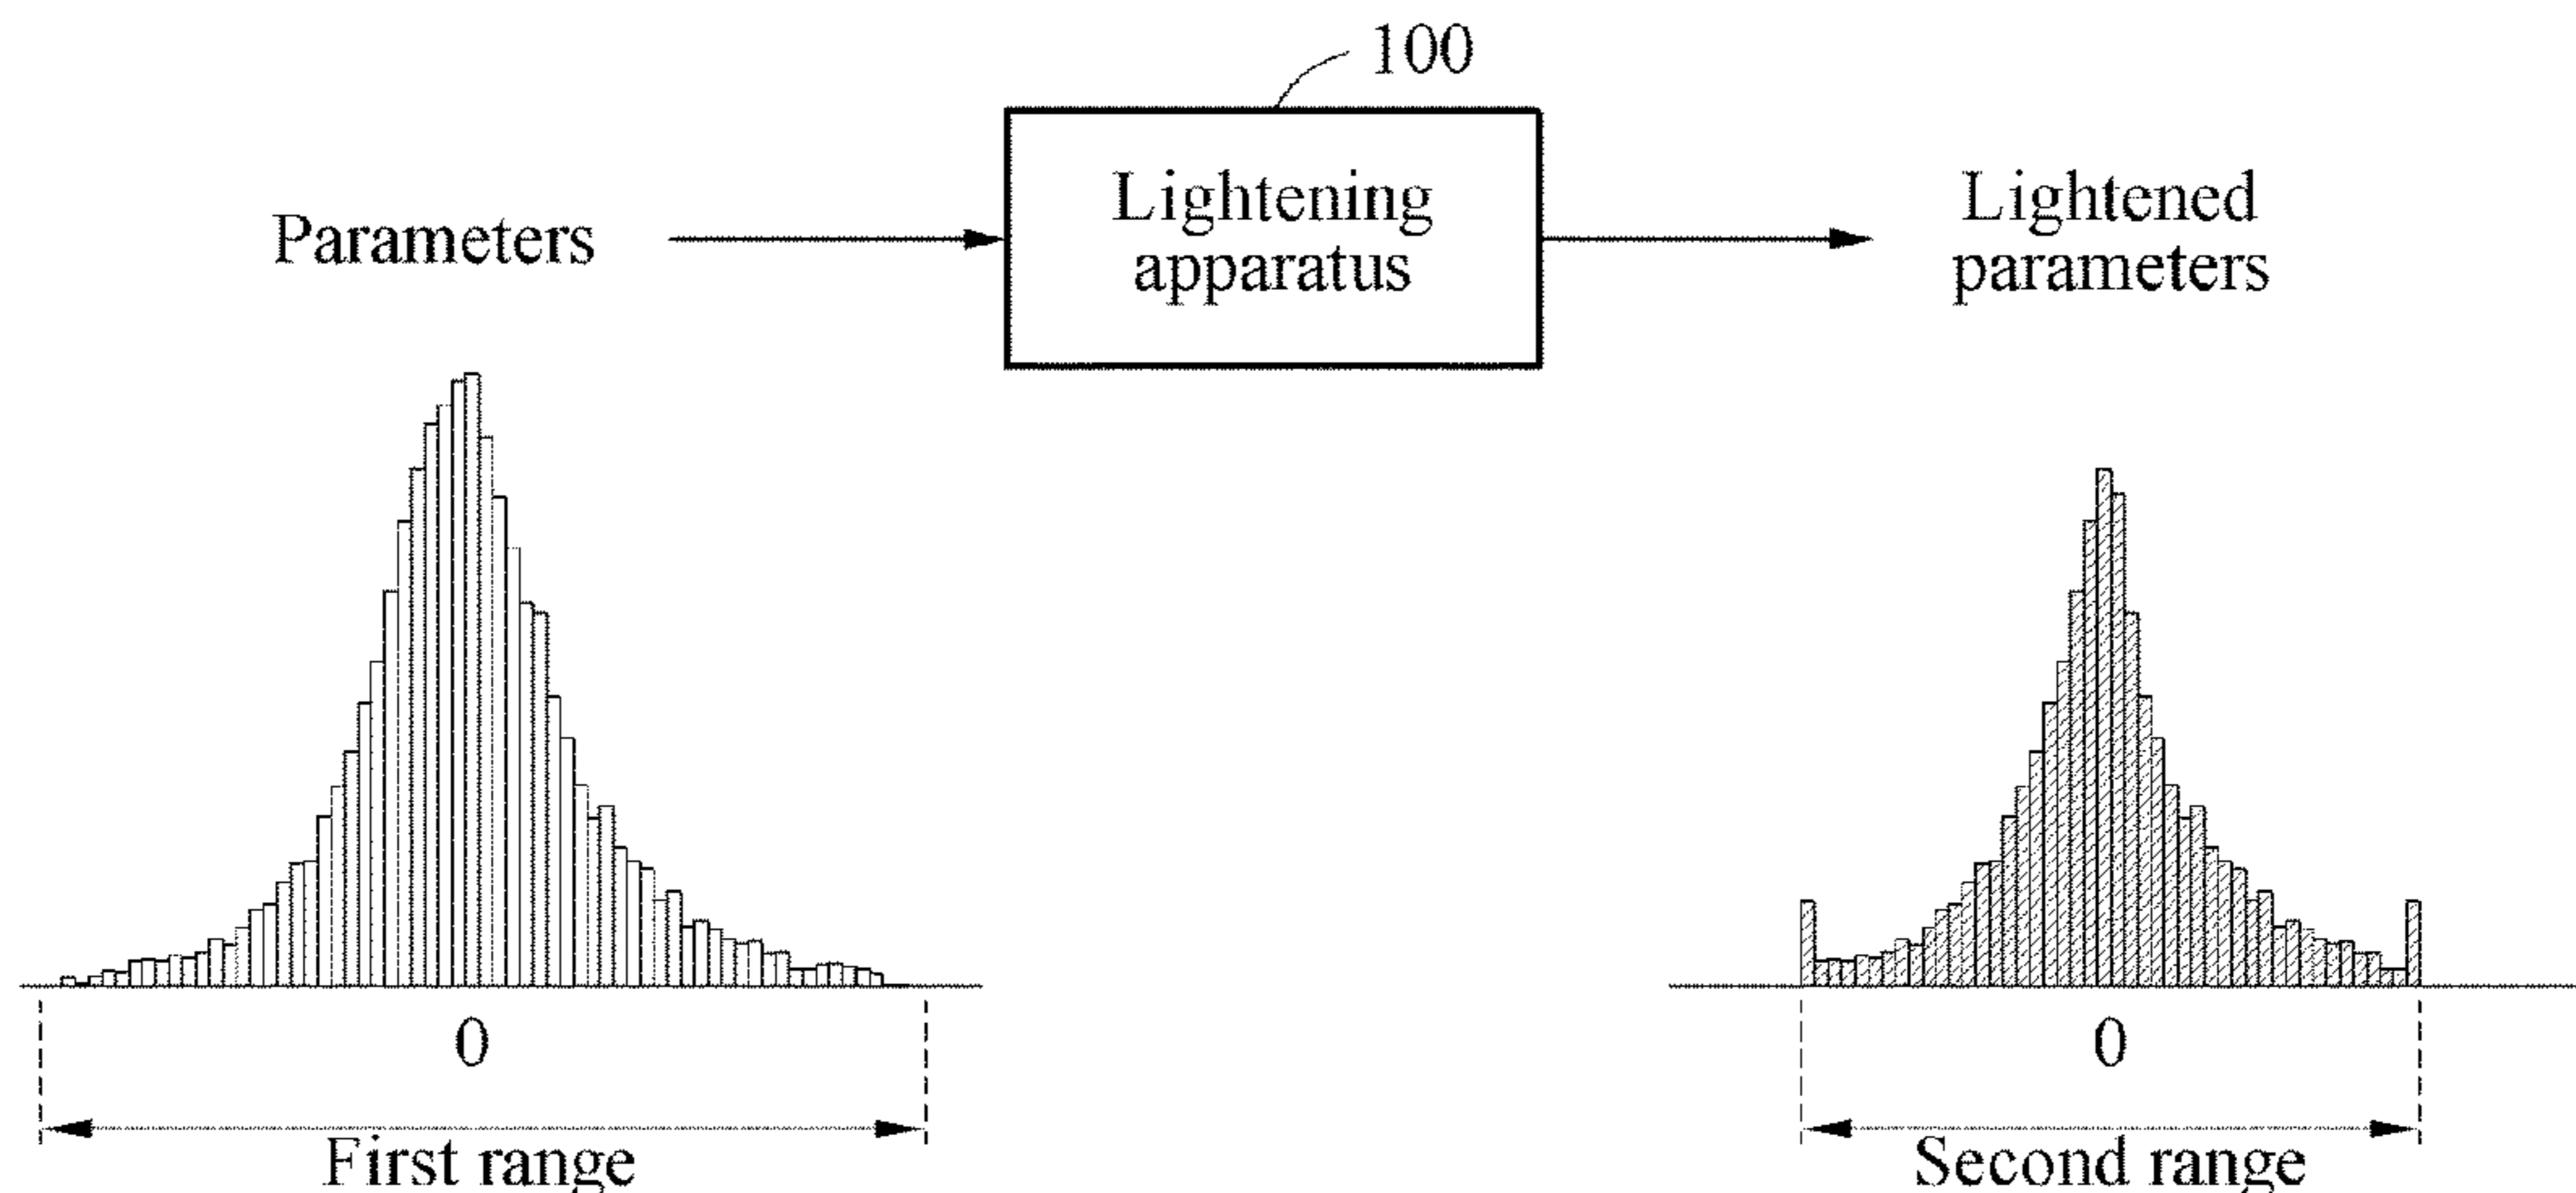 100
Parameters
Lightening
apparatus
Lightened
parameters
0
First range
0
Second range